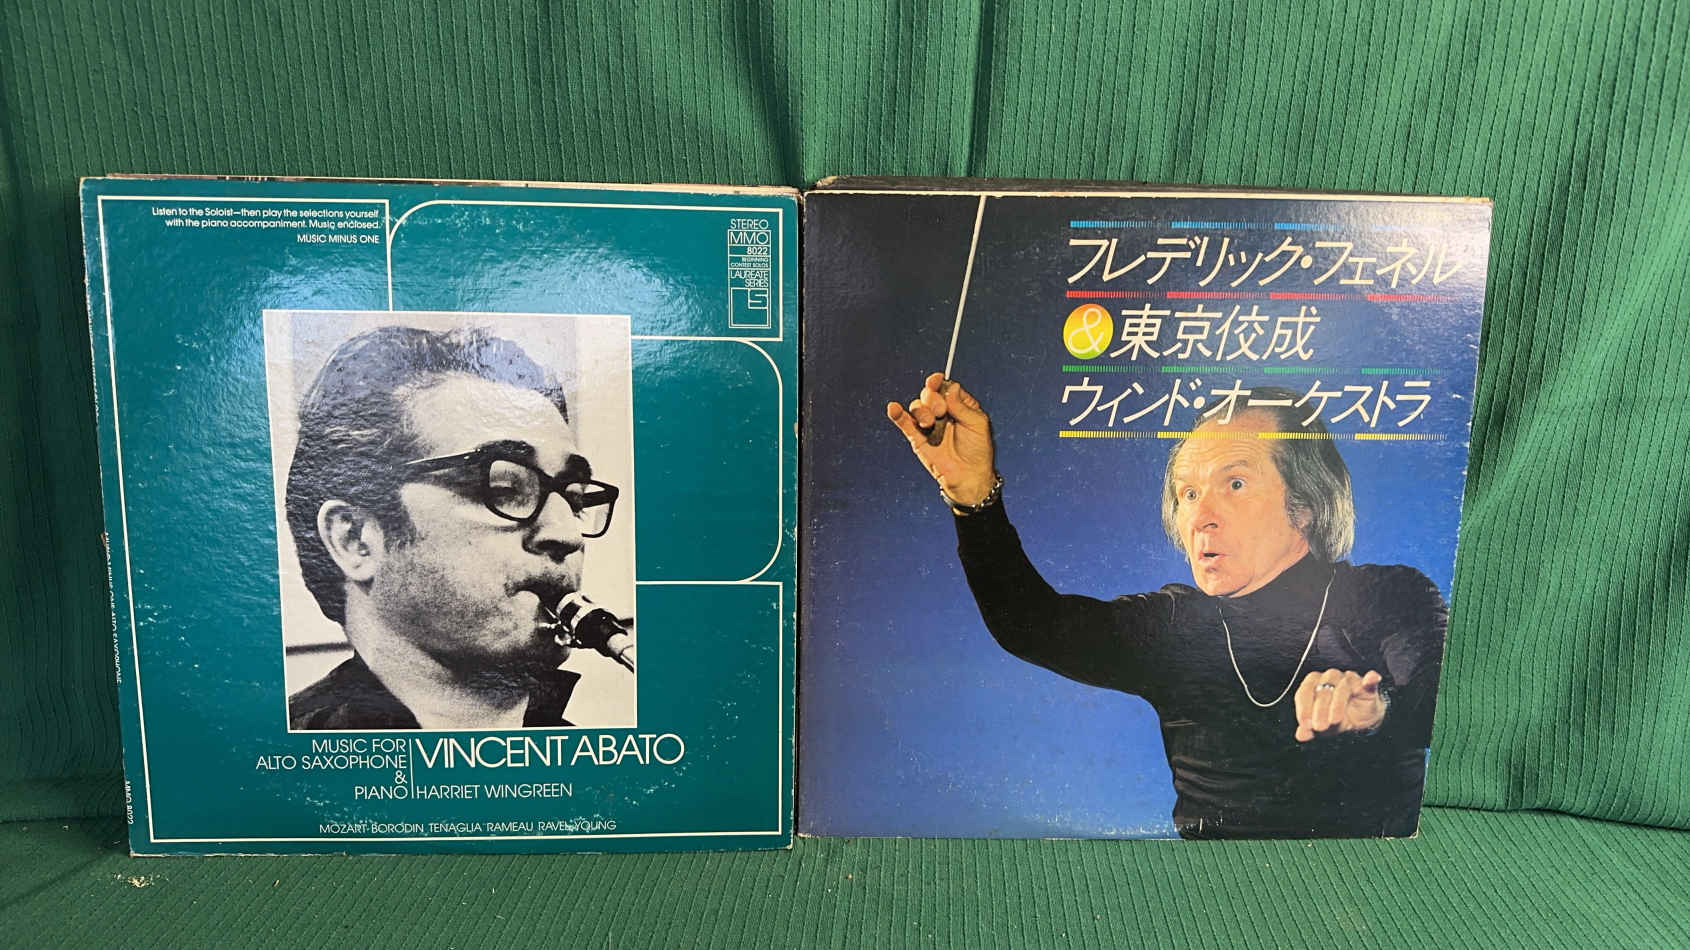 Listen to the Soloist—then play the selections yourself,
with the piano accompaniment. Music enclosed.
MUSIC MINUS ONE
STEREO
MMO
8022
BEGINNING
CONTEST SOLOS
LAUREATE
SERIES
LS
MUSIC FOR
ALTO SAXOPHONE
&
PIANO
VINCENT ABATO
HARRIET WINGREEN
MOZART BORODIN TENAGLIA RAMEAU RAVEL YOUNG
MMO 8022
フレデリック・フェネル
&東京佼成
ウィンド・オーケストラ